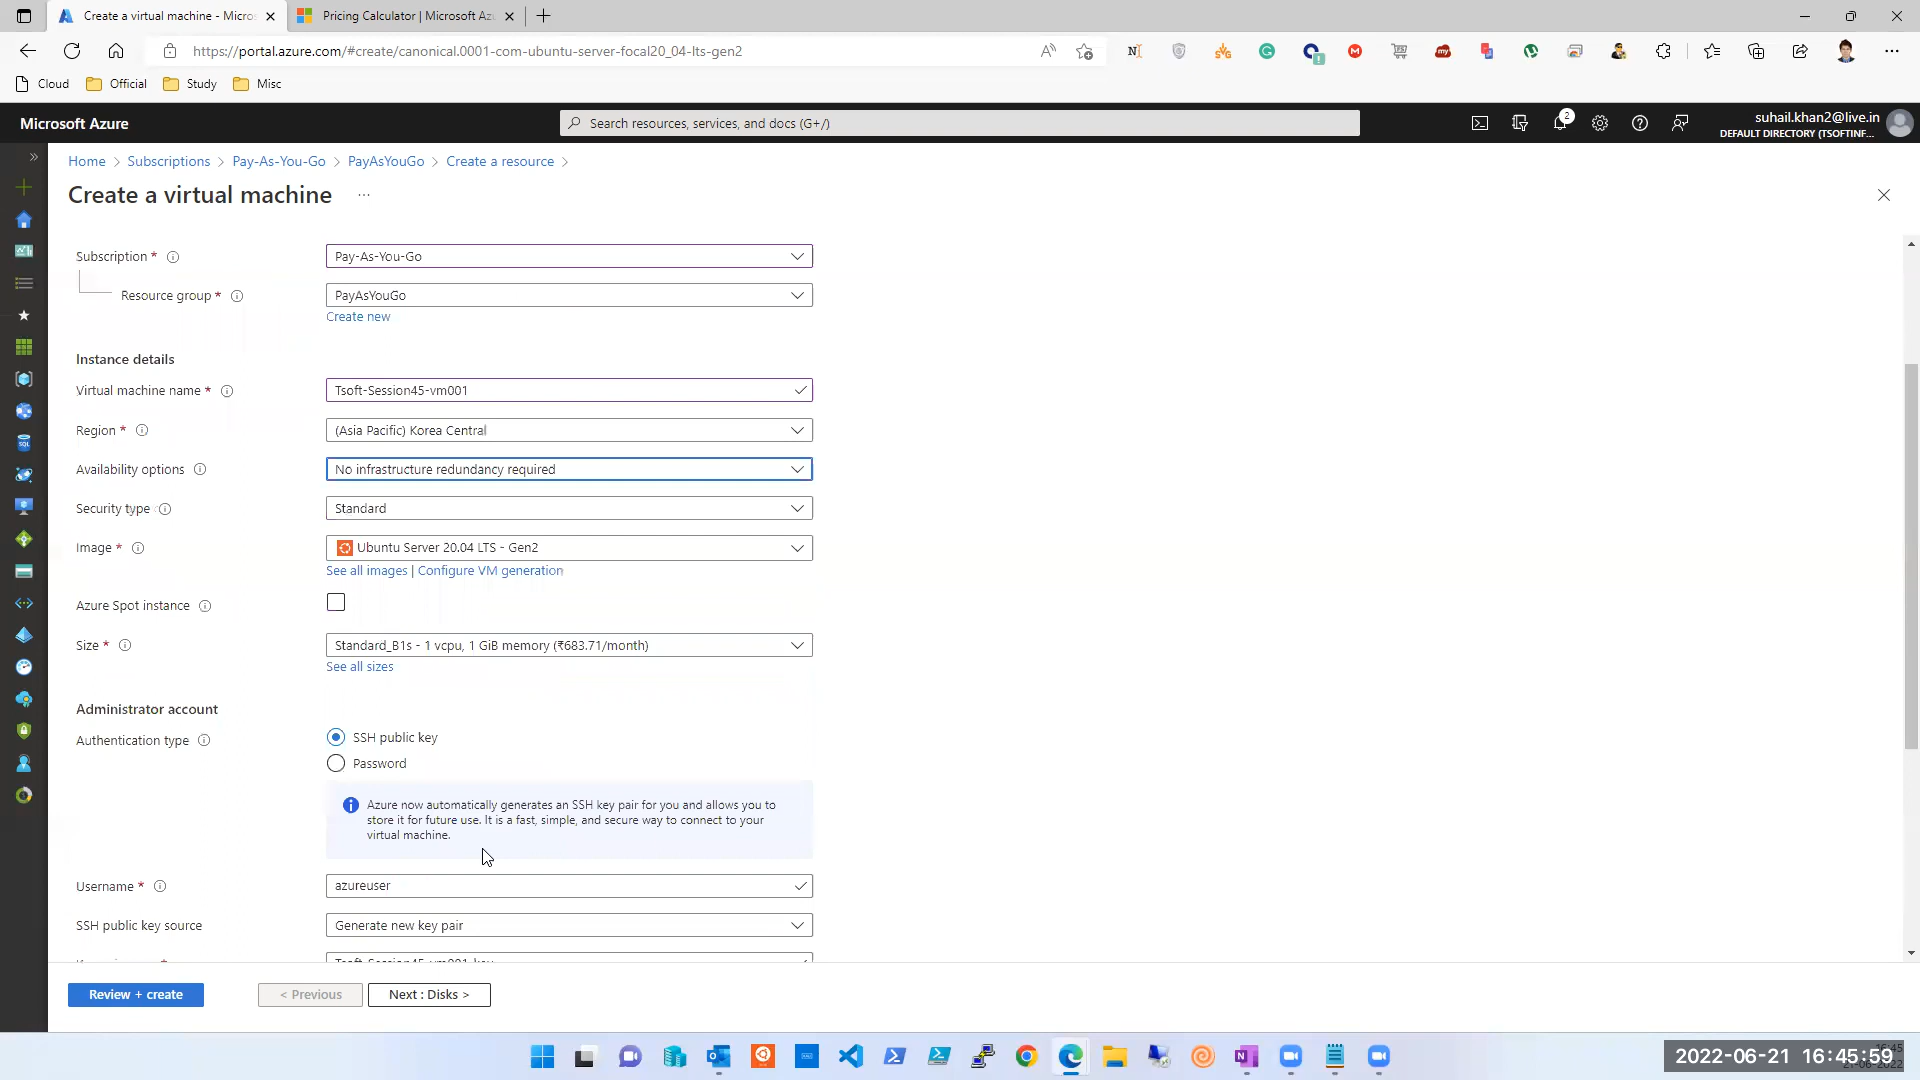 Create a virtual machine - Micros
Pricing Calculator | Microsoft Az
https://portal.azure.com/#create/canonical.0001-com-ubuntu-server-focal20_04-lts-gen2
Cloud
Official
Study
Misc
Microsoft Azure
Search resources, services, and docs (G+/)
2
suhail.khan2@live.in
DEFAULT DIRECTORY (TSOFTINF...
Home > Subscriptions > Pay-As-You-Go > PayAsYouGo > Create a resource >
Create a virtual machine ...
Subscription *
Pay-As-You-Go
Resource group *
PayAsYouGo
Create new
Instance details
Virtual machine name *
Tsoft-Session45-vm001
Region *
(Asia Pacific) Korea Central
Availability options
No infrastructure redundancy required
Security type
Standard
Image *
Ubuntu Server 20.04 LTS - Gen2
See all images | Configure VM generation
Azure Spot instance
Size *
Standard_B1s - 1 vcpu, 1 GiB memory (₹683.71/month)
See all sizes
Administrator account
Authentication type
SSH public key
Password
Azure now automatically generates an SSH key pair for you and allows you to
store it for future use. It is a fast, simple, and secure way to connect to your
virtual machine.
Username *
azureuser
SSH public key source
Generate new key pair
Tsoft-Session45-vm001_key
Review + create
< Previous
Next : Disks >
2022-06-21 16:45:59